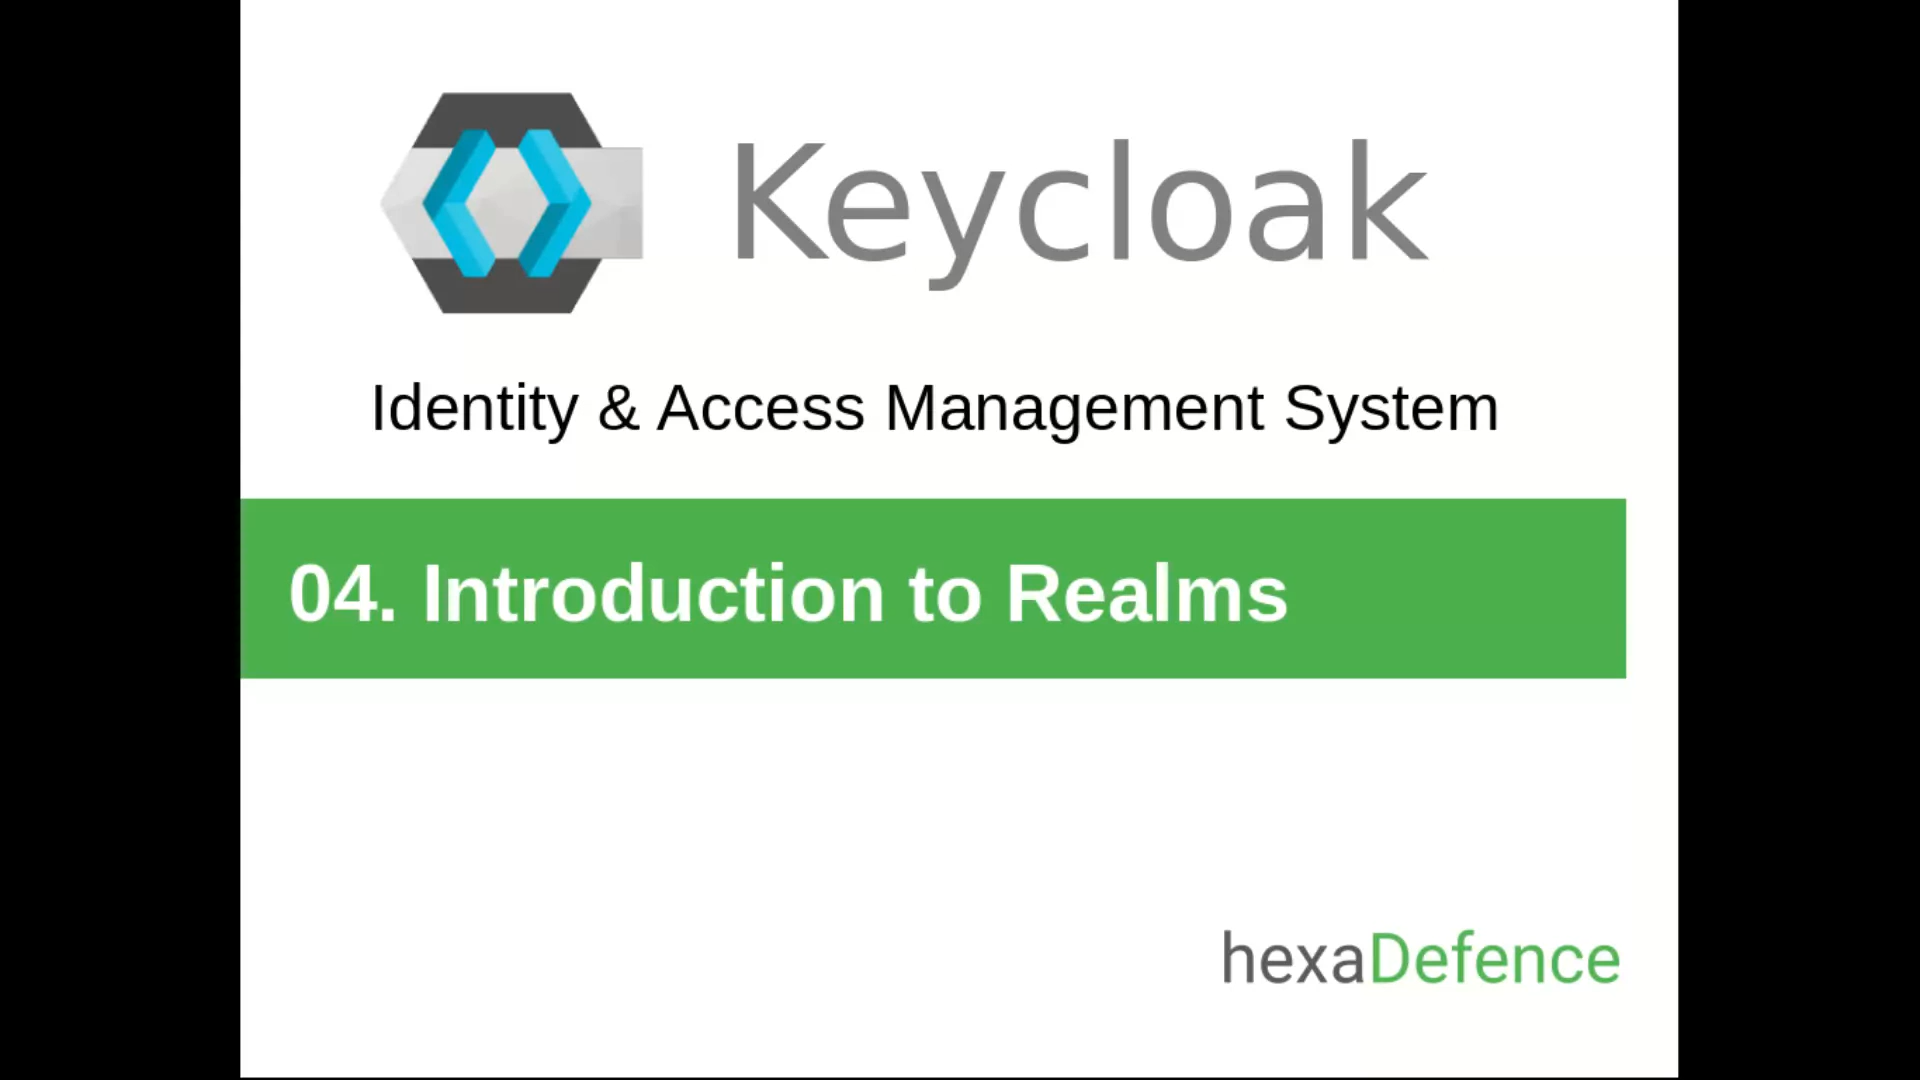 Keycloak
Identity & Access Management System
04. Introduction to Realms
hexaDefence